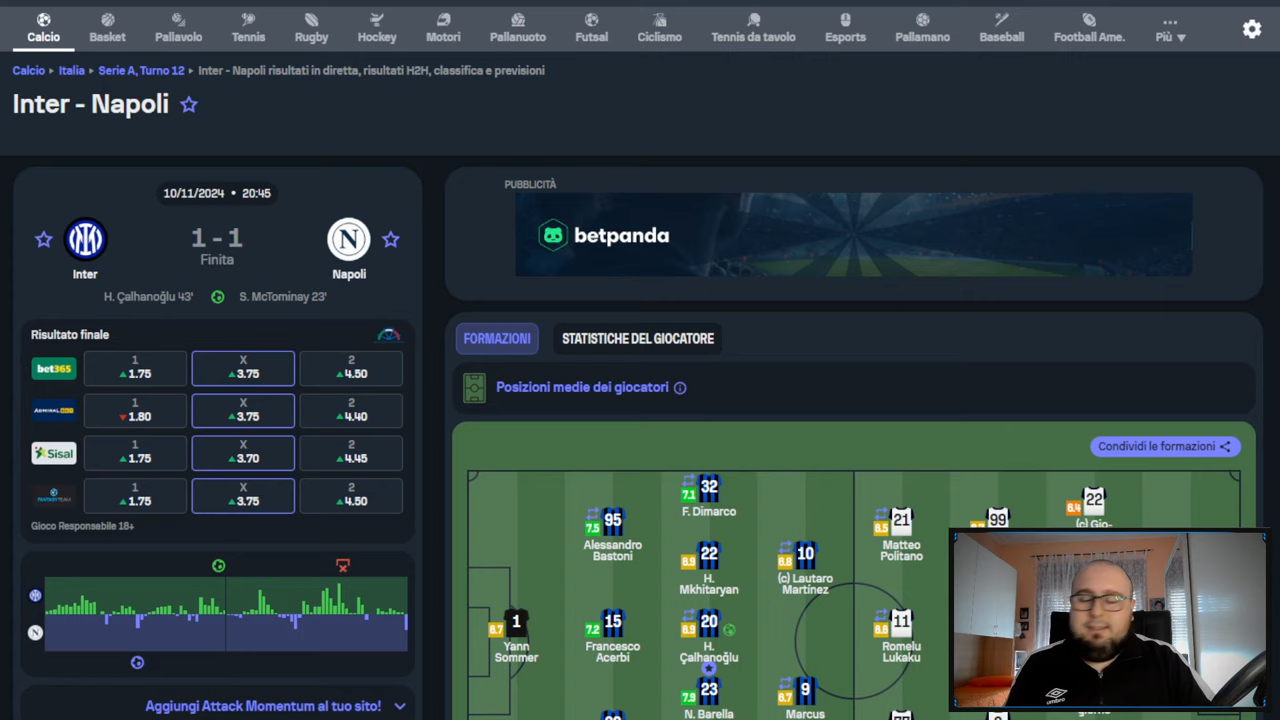 Calcio
Basket
Pallavolo
Tennis
Rugby
Hockey
Motori
Pallanuoto
Futsal
Ciclismo
Tennis da tavolo
Esports
Pallamano
Baseball
Football Ame.
Più
Calcio Italia Serie A, Turno 12 Inter - Napoli risultati in diretta, risultati H2H, classifica e previsioni
Inter - Napoli
10/11/2024 • 20:45
1 - 1
Finita
Inter
Napoli
H. Çalhanoğlu 43' S. McTominay 23'
Risultato finale
bet365 1 1.75 X 3.75 2 4.50
1 1.80 X 3.75 2 4.40
Sisal 1 1.75 X 3.70 2 4.45
1 1.75 X 3.75 2 4.50
Gioco Responsabile 18+
Aggiungi Attack Momentum al tuo sito!
PUBBLICITÀ
betpanda
FORMAZIONI
STATISTICHE DEL GIOCATORE
Posizioni medie dei giocatori
Condividi le formazioni
32
7.1
F. Dimarco
95
7.5
Alessandro
Bastoni
22
6.9
H.
Mkhitaryan
10
6.8
(c) Lautaro
Martínez
1
6.7
Yann
Sommer
15
7.2
Francesco
Acerbi
20
6.9
H.
Çalhanoğlu
23
7.9
N. Barella
9
6.7
Marcus
21
6.5
Matteo
Politano
99
22
6.4
(c) Gio-
11
6.6
Romelu
Lukaku
umbro